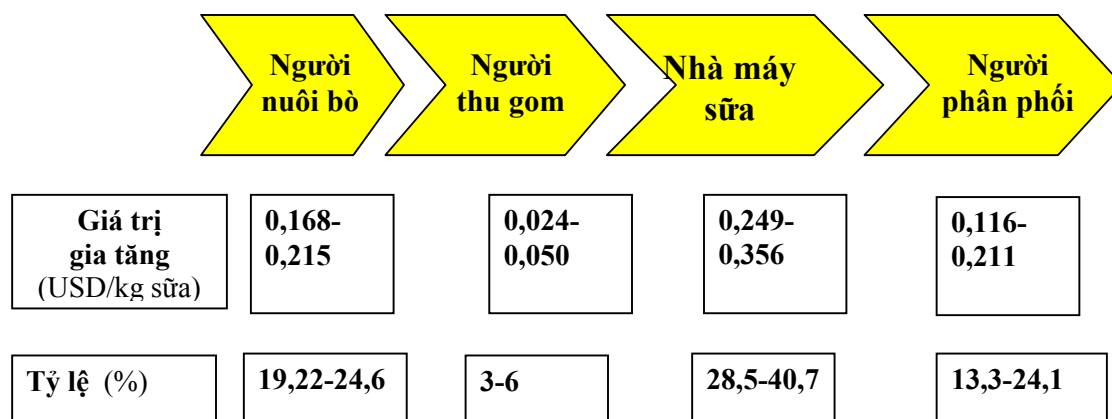 Người
nuôi bò
Người
thu gom
Nhà máy
sữa
Người
phân phối
Giá trị
gia tăng
(USD/kg sữa)
0,168-
0,215
0,024-
0,050
0,249-
0,356
0,116-
0,211
Tỷ lệ (%)
19,22-24,6
3-6
28,5-40,7
13,3-24,1